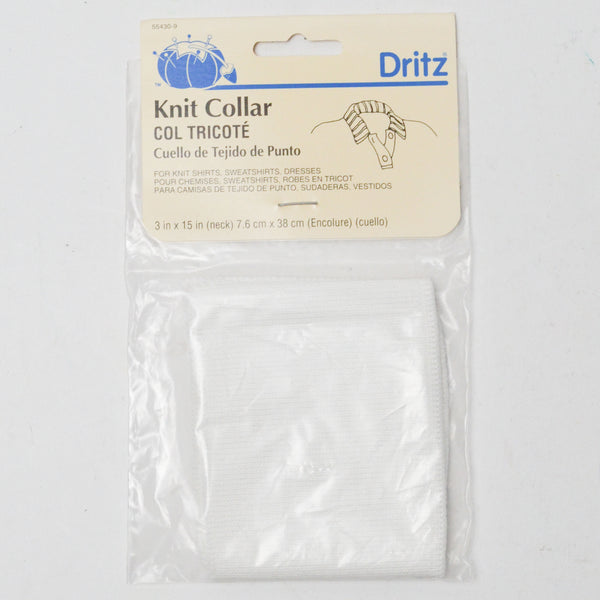 55430-9
™
Dritz®
Knit Collar
COL TRICOTÉ
Cuello de Tejido de Punto
FOR KNIT SHIRTS, SWEATSHIRTS, DRESSES
POUR CHEMISES, SWEATSHIRTS, ROBES EN TRICOT
PARA CAMISAS DE TEJIDO DE PUNTO, SUDADERAS, VESTIDOS
3 in x 15 in (neck) 7.6 cm x 38 cm (Encolure) (cuello)